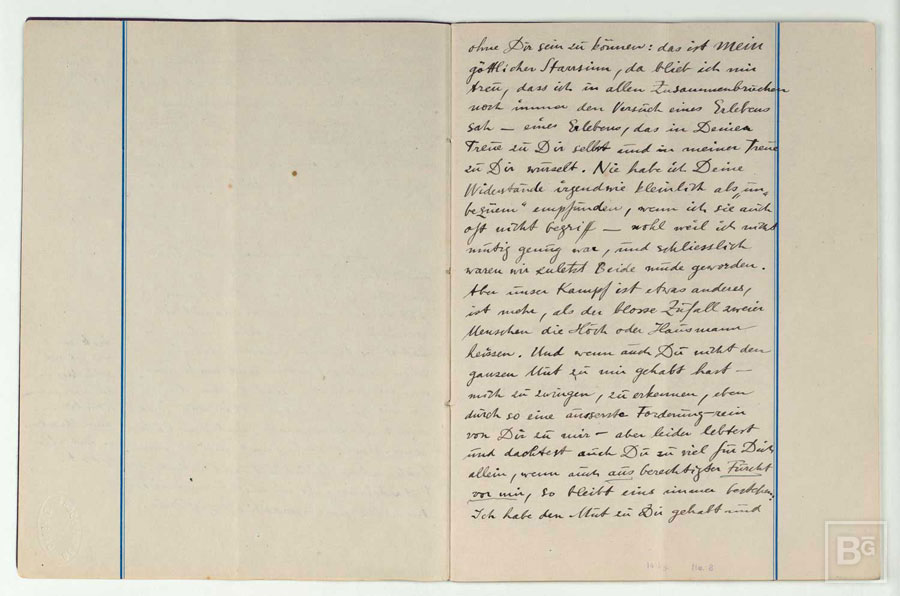 ohne Dir sein zu können: das ist mein
göttlicher Starrsinn, da blieb ich mir
treu, dass ich in allen Zusammenbrüchen
noch immer den Versuch eines Erlebens
sah – eines Erlebens, das in Deiner
Treue zu Dir selbst und in meiner Treue
zu Dir wurzelt. Nie habe ich Deine
Widerstände irgendwie kleinlich als „un„
bequem“ empfunden, wenn ich sie auch
oft nicht begriff – wohl weil ich nicht
mutig genug war, und schliesslich
waren wir zuletzt Beide müde geworden.
Aber unser Kampf ist etwas anderes,
ist mehr, als der blosse Zufall zweier
Menschen die Höch oder Hausmann
heissen. Und wenn auch Du nicht den
ganzen Mut zu mir gehabt hast –
mich zu zwingen, zu erkennen, eben
durch so eine äusserste Forderung rein
von Dir zu mir – aber leider lebtest
und dachtest auch Du zu viel für Dich
allein, wenn auch aus berechtigter Furcht
vor mir, so bleibt eins immer bestehen:
Ich habe den Mut zu Dir gehabt und
BG